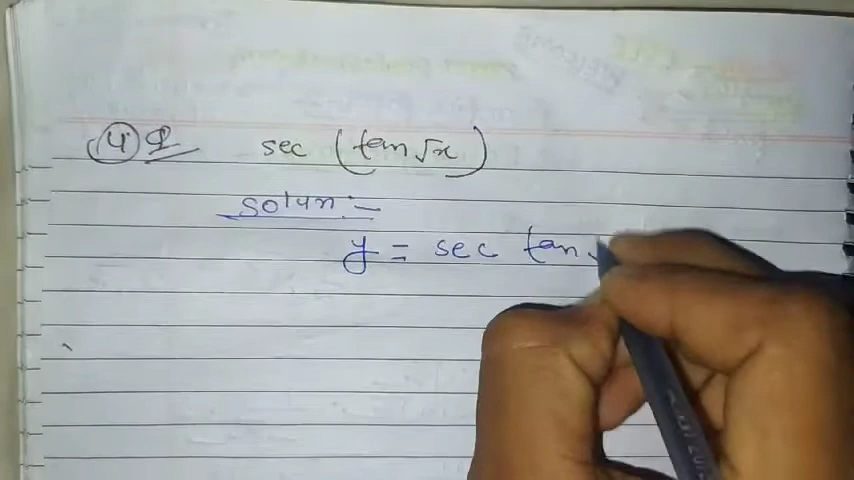 (4) Q sec (tan √x)
Solun :-
y = sec tan √